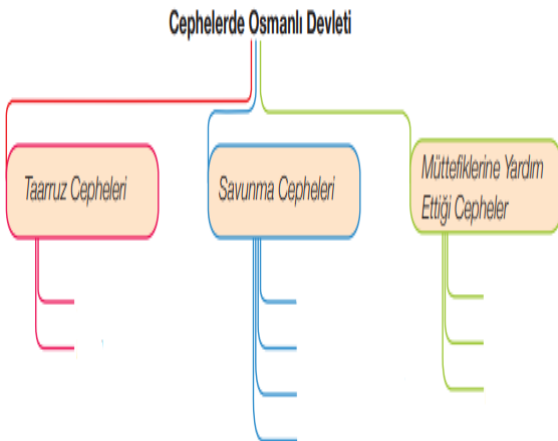 Cephelerde Osmanlı Devleti
Taarruz Cepheleri
Savunma Cepheleri
Müttefiklerine Yardım
Ettiği Cepheler